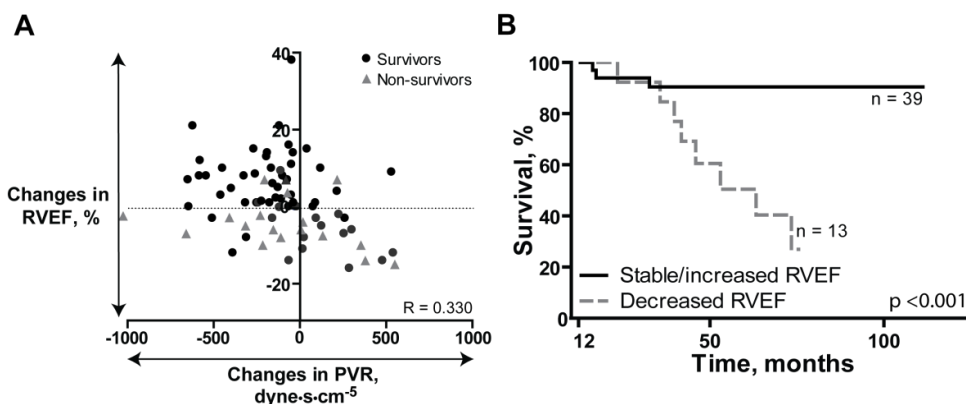 A
40
20
0
-20
Survivors
Non-survivors
Changes in
RVEF, %
R = 0.330
-1000
-500
0
500
1000
Changes in PVR,
dyne·s·cm-5
B
100
80
60
40
20
0
Survival, %
n = 39
n = 13
Stable/increased RVEF
Decreased RVEF
p <0.001
12
50
100
Time, months